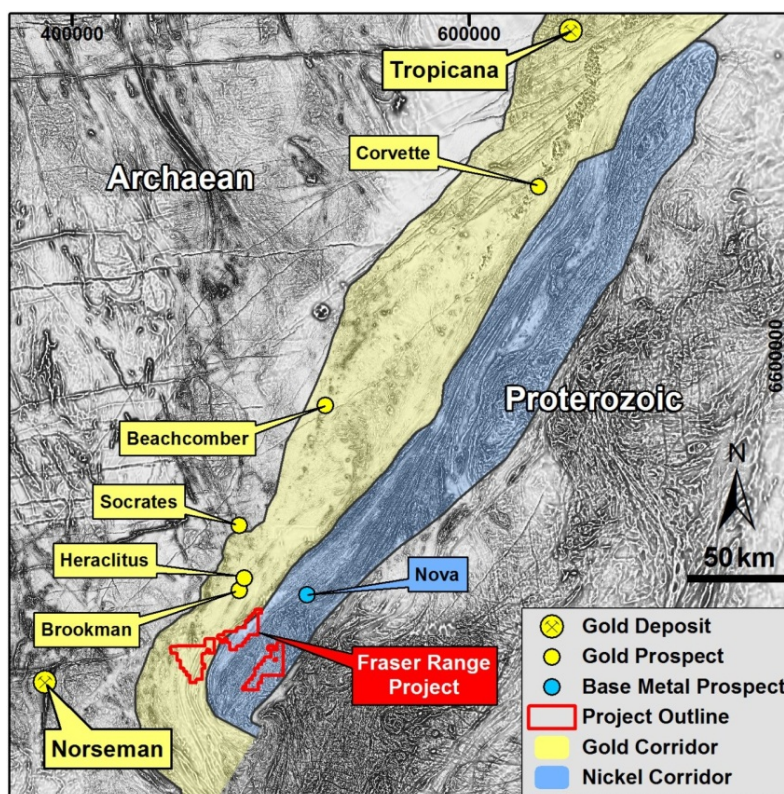 400000
600000
Tropicana
Corvette
Archaean
6600000
Proterozoic
Beachcomber
N
Socrates
50 km
Heraclitus
Nova
Brookman
Fraser Range
Project
Norseman
Gold Deposit
Gold Prospect
Base Metal Prospect
Project Outline
Gold Corridor
Nickel Corridor